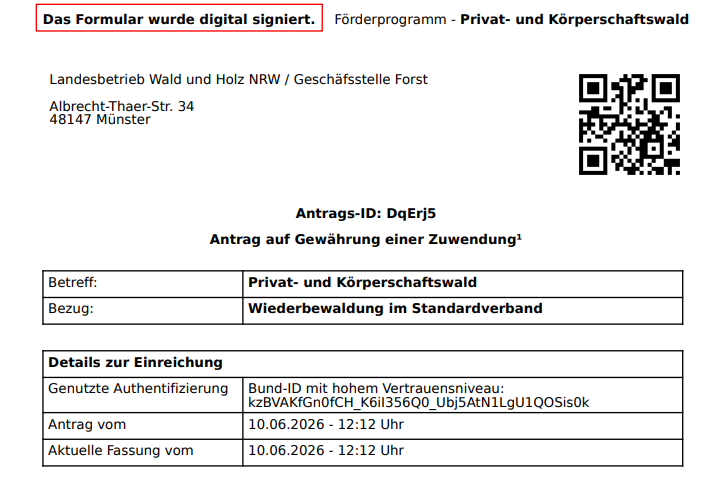 Das Formular wurde digital signiert. Förderprogramm - Privat- und Körperschaftswald
Landesbetrieb Wald und Holz NRW / Geschäfsstelle Forst
Albrecht-Thaer-Str. 34
48147 Münster
Antrags-ID: DqErj5
Antrag auf Gewährung einer Zuwendung¹
Betreff: Privat- und Körperschaftswald
Bezug: Wiederbewaldung im Standardverband
Details zur Einreichung
Genutzte Authentifizierung Bund-ID mit hohem Vertrauensniveau:
kzBVAKfGn0fCH_K6iI356Q0_Ubj5AtN1LgU1QOSis0k
Antrag vom 10.06.2026 - 12:12 Uhr
Aktuelle Fassung vom 10.06.2026 - 12:12 Uhr